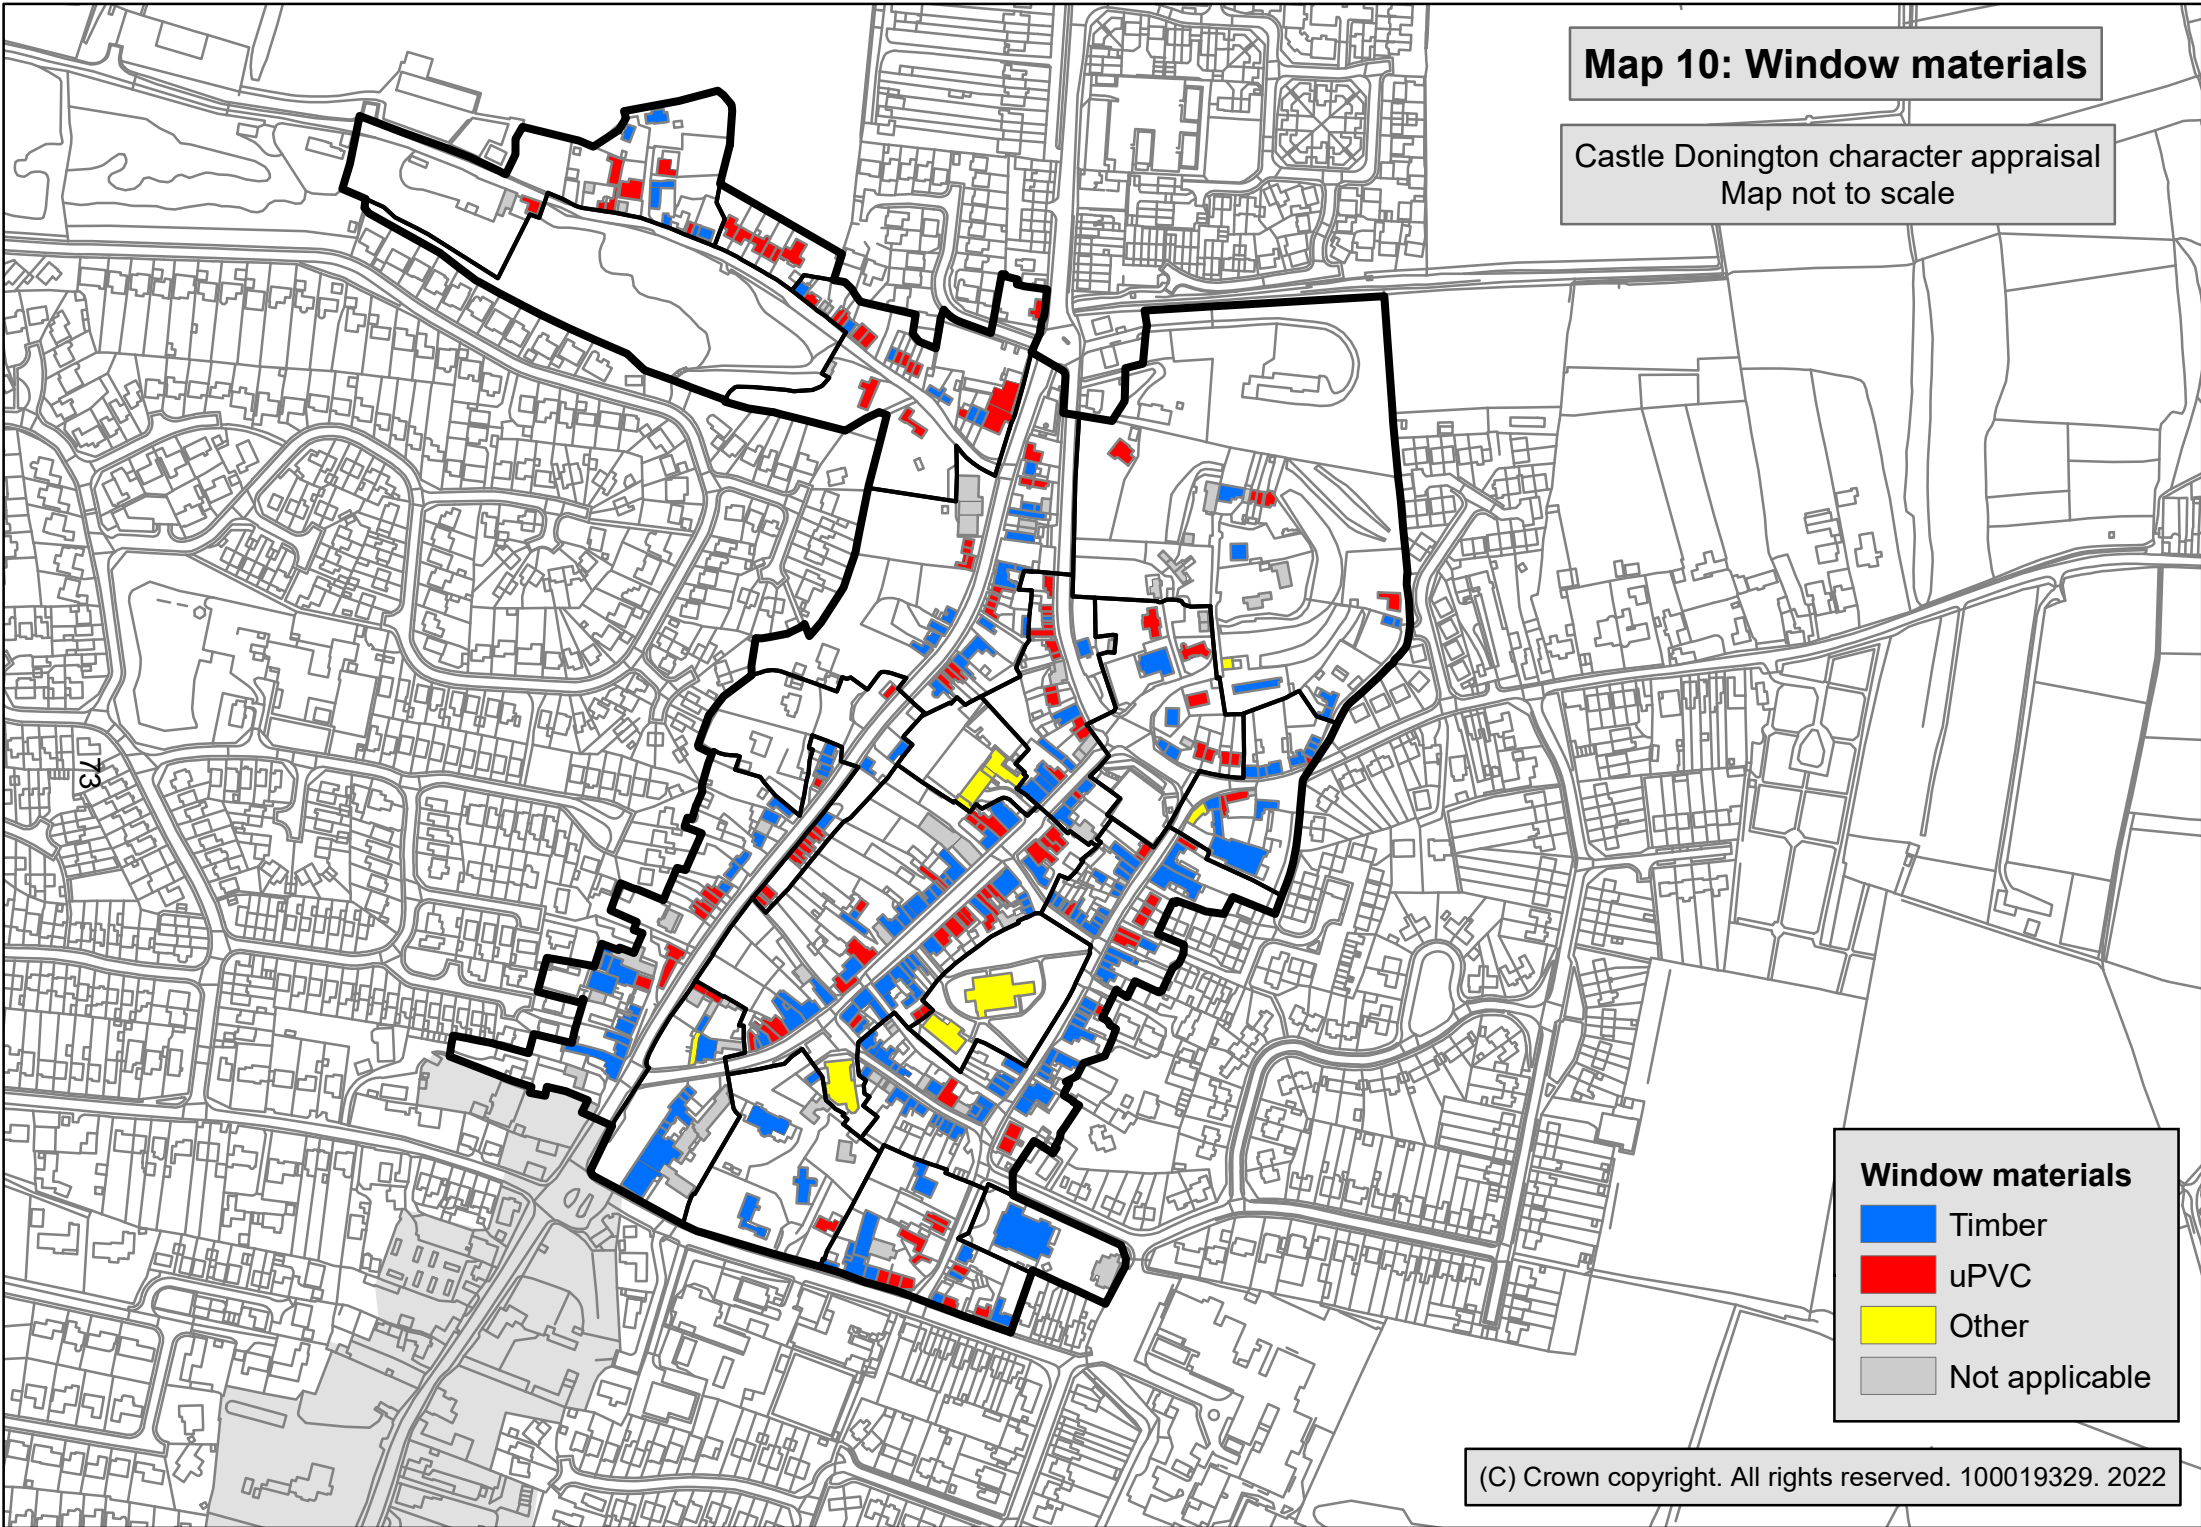 Map 10: Window materials
Castle Donington character appraisal
Map not to scale
73
Window materials
Timber
uPVC
Other
Not applicable
(C) Crown copyright. All rights reserved. 100019329. 2022